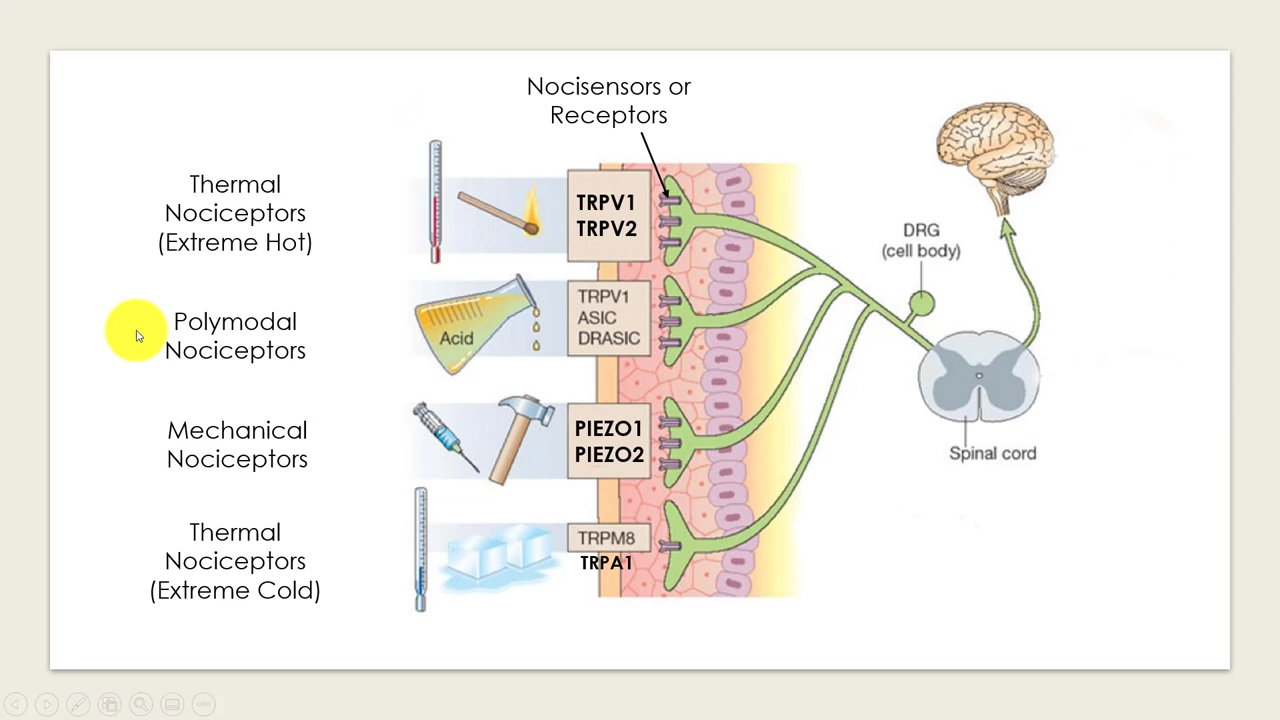 Nocisensors or
Receptors
Thermal
Nociceptors
(Extreme Hot)
TRPV1
TRPV2
DRG
(cell body)
Polymodal
Nociceptors
Acid
TRPV1
ASIC
DRASIC
Mechanical
Nociceptors
PIEZO1
PIEZO2
Spinal cord
Thermal
Nociceptors
(Extreme Cold)
TRPM8
TRPA1